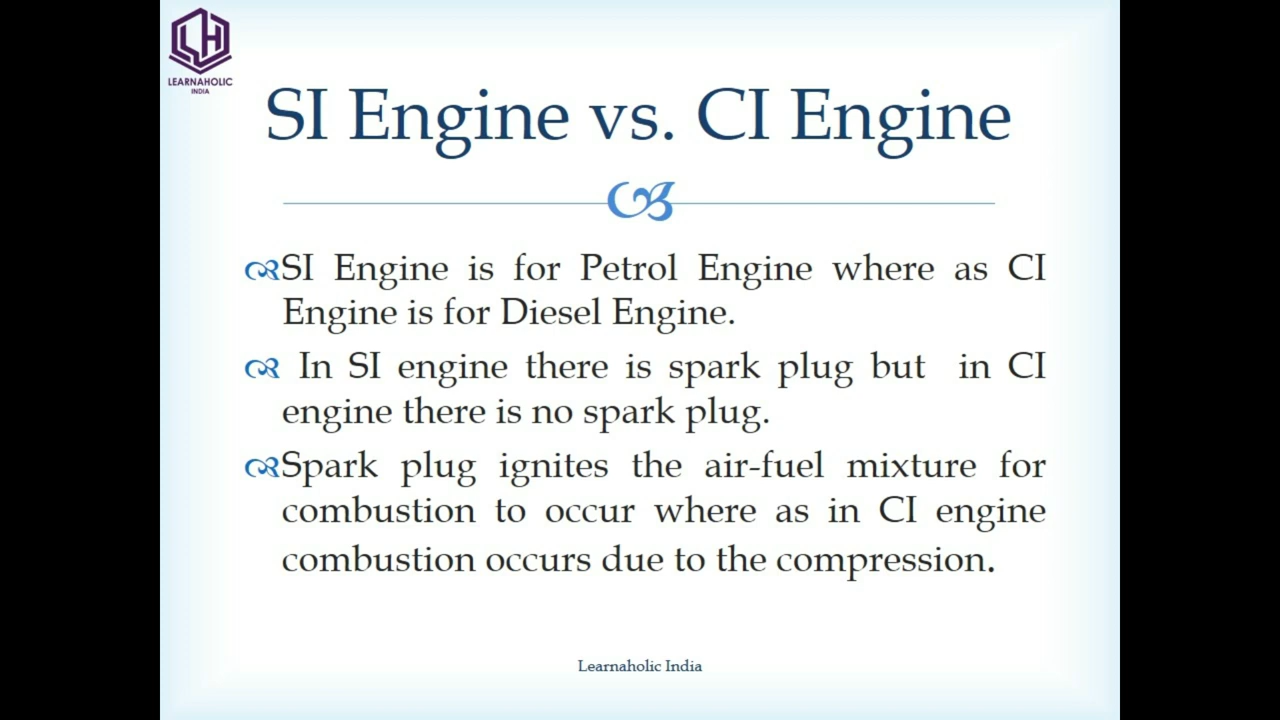 LH
LEARNAHOLIC
INDIA
SI Engine vs. CI Engine
SI Engine is for Petrol Engine where as CI
Engine is for Diesel Engine.
In SI engine there is spark plug but in CI
engine there is no spark plug.
Spark plug ignites the air-fuel mixture for
combustion to occur where as in CI engine
combustion occurs due to the compression.
Learnaholic India